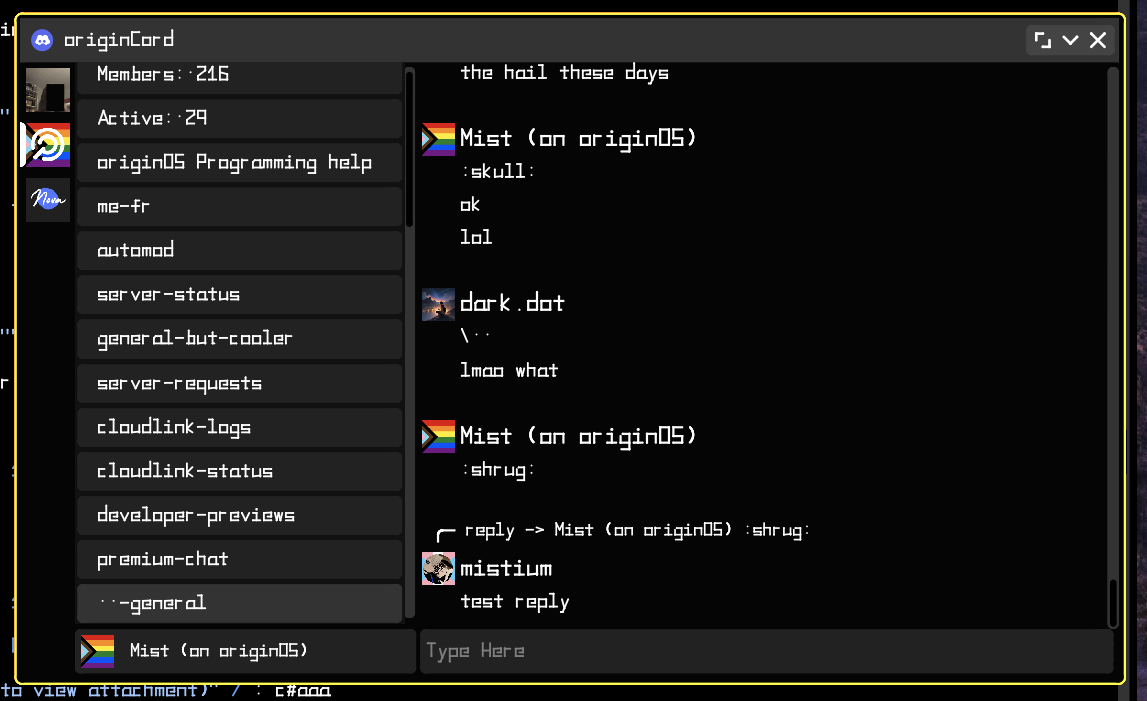 originCord
Members: 216
Active: 29
originOS Programming help
me-fr
automod
server-status
general-but-cooler
server-requests
cloudlink-logs
cloudlink-status
developer-previews
premium-chat
··-general
Mist (on originOS)
Nova
the hail these days
Mist (on originOS)
:skull:
ok
lol
dark.dot
\··
lmao what
Mist (on originOS)
:shrug:
reply -> Mist (on originOS) :shrug:
mistium
test reply
Type Here
to view attachment)" / : c#aaa